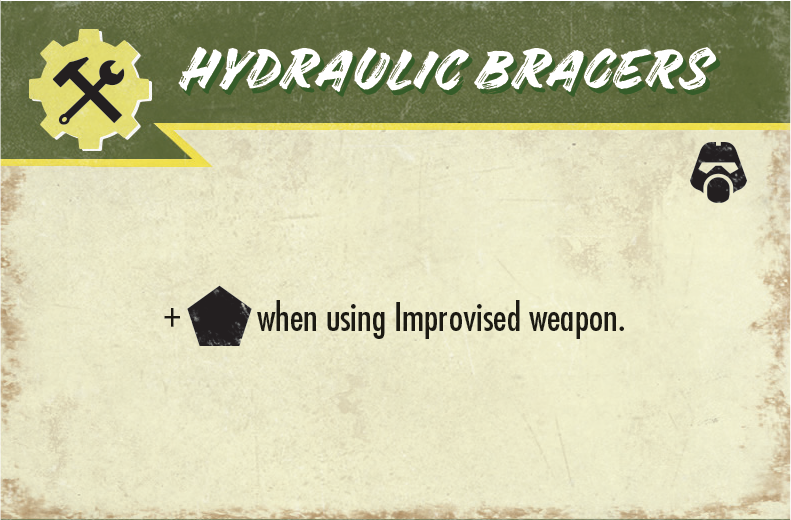 HYDRAULIC BRACERS
+ when using Improvised weapon.